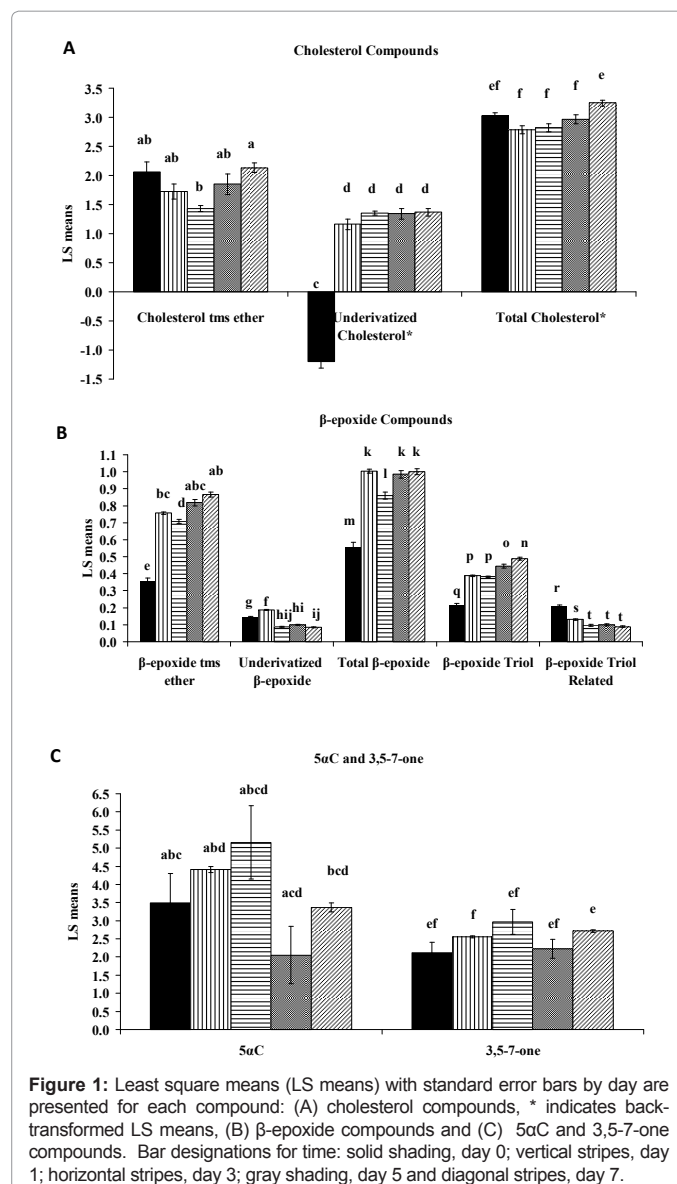 A
Cholesterol Compounds
LS means
3.5
3.0
2.5
2.0
1.5
1.0
0.5
0.0
-0.5
-1.0
-1.5
ab ab b ab a
c d d d d
ef f f f e
Cholesterol tms ether
Underivatized Cholesterol*
Total Cholesterol*
B
β-epoxide Compounds
LS means
1.1
1.0
0.9
0.8
0.7
0.6
0.5
0.4
0.3
0.2
0.1
0.0
e bc d abc ab
g f hij hi ij
m k l k k
q p p o n
r s t t t
β-epoxide tms ether
Underivatized β-epoxide
Total β-epoxide
β-epoxide Triol
β-epoxide Triol Related
C
5αC and 3,5-7-one
LS means
6.5
6.0
5.5
5.0
4.5
4.0
3.5
3.0
2.5
2.0
1.5
1.0
0.5
0.0
abc abd abcd acd bcd
ef f ef ef e
5αC
3,5-7-one
Figure 1: Least square means (LS means) with standard error bars by day are
presented for each compound: (A) cholesterol compounds, * indicates back-
transformed LS means, (B) β-epoxide compounds and (C) 5αC and 3,5-7-one
compounds. Bar designations for time: solid shading, day 0; vertical stripes, day
1; horizontal stripes, day 3; gray shading, day 5 and diagonal stripes, day 7.